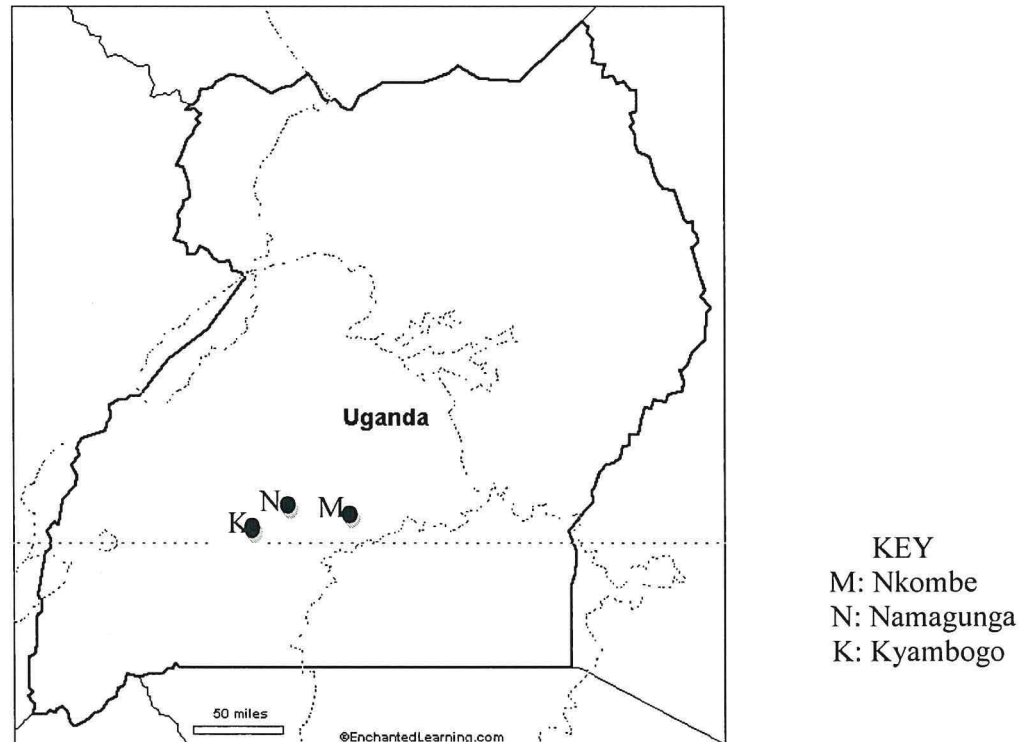 Uganda
N
M
K
KEY
M: Nkombe
N: Namagunga
K: Kyambogo
50 miles
©EnchantedLearning.com